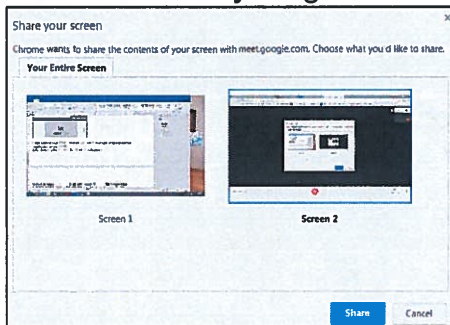 Share your screen
Chrome wants to share the contents of your screen with meet.google.com. Choose what you d like to share.
Your Entire Screen
Screen 1
Screen 2
Share
Cancel